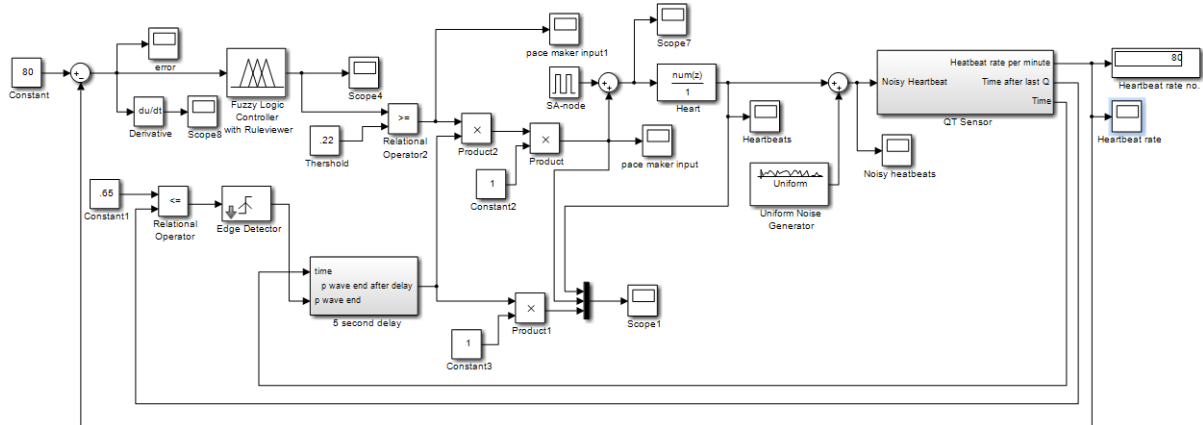 80
Constant
error
du/dt
Derivative
Scope8
Fuzzy Logic
Controller
with Ruleviewer
Scope4
.22
Thershold
>=
Relational
Operator2
×
Product2
1
Constant2
×
Product
pace maker input1
pace maker input
SA-node
Scope7
num(z)
1
Heart
Heartbeats
Uniform
Uniform Noise
Generator
Noisy heatbeats
Noisy Heartbeat
Heatbeat rate per minute
Time after last Q
Time
QT Sensor
80
Heatbeat rate no.
Heartbeat rate
.65
Constant1
<=
Relational
Operator
Edge Detector
time
p wave end after delay
p wave end
5 second delay
1
Constant3
×
Product1
Scope1